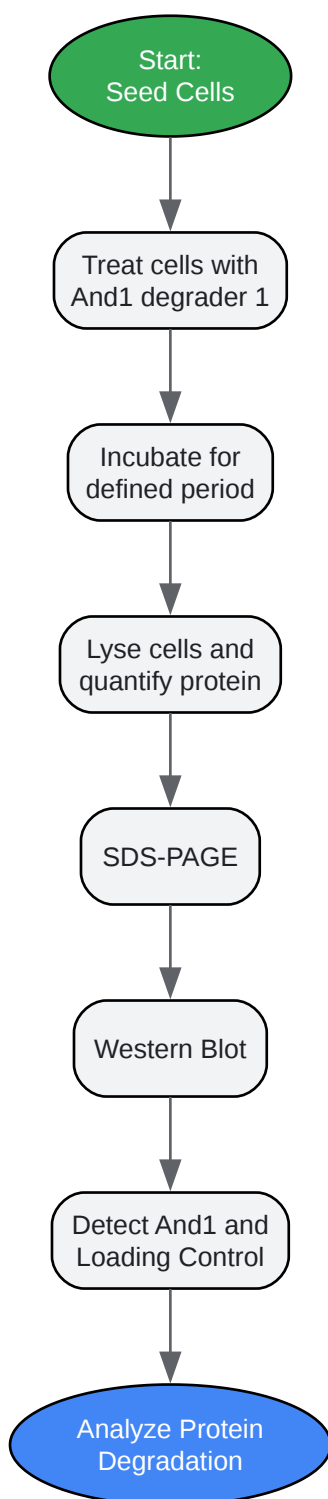 Start:
Seed Cells
Treat cells with
And1 degrader 1
Incubate for
defined period
Lyse cells and
quantify protein
SDS-PAGE
Western Blot
Detect And1 and
Loading Control
Analyze Protein
Degradation